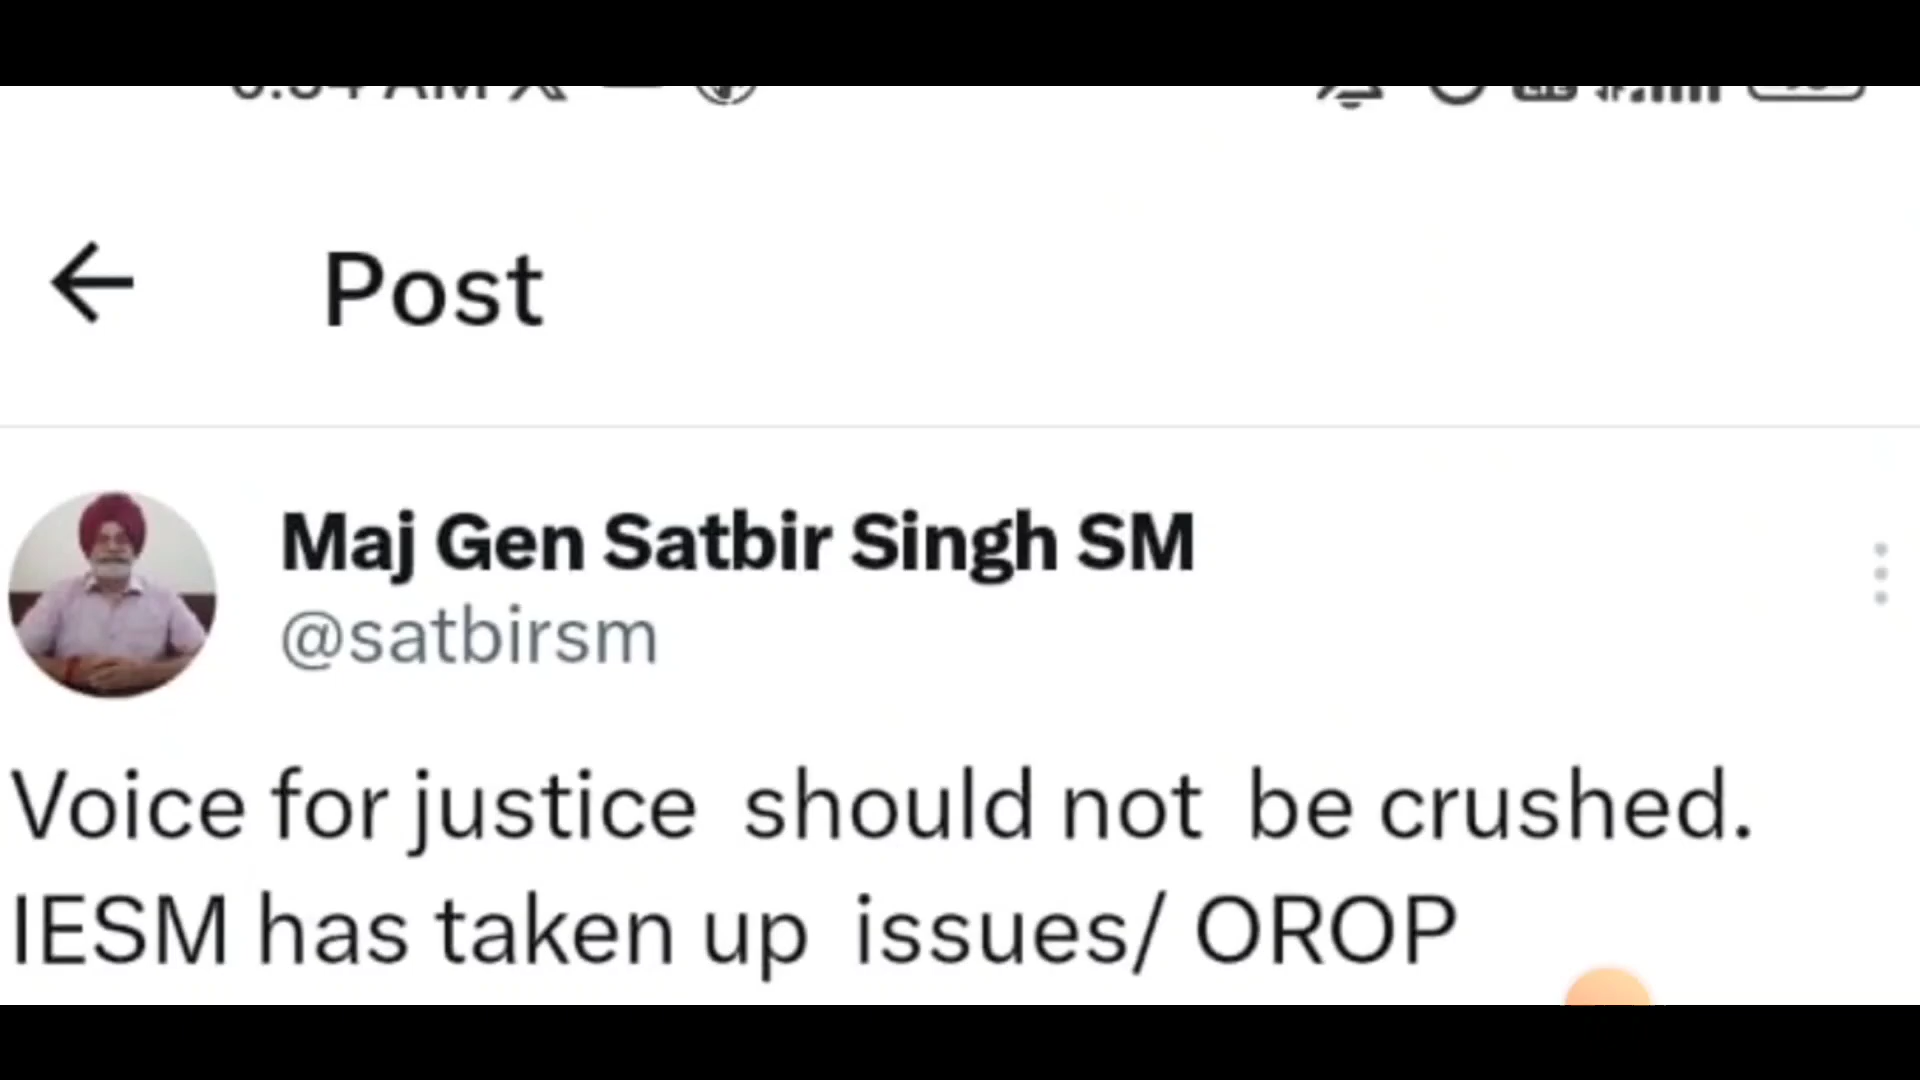 AM
Post
Maj Gen Satbir Singh SM
@satbirsm
Voice for justice should not be crushed.
IESM has taken up issues/ OROP